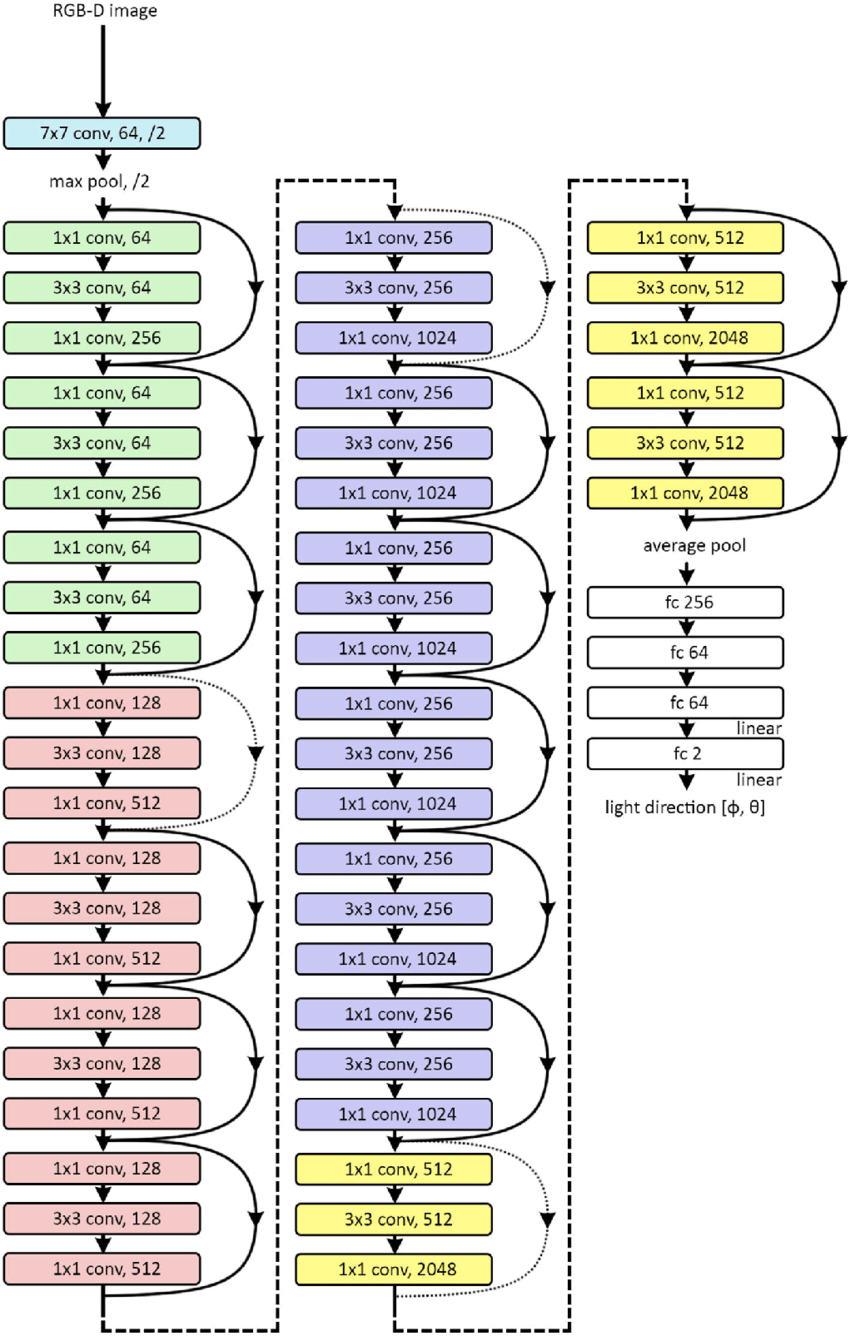 RGB-D image
7x7 conv, 64, /2
max pool, /2
1x1 conv, 64
3x3 conv, 64
1x1 conv, 256
1x1 conv, 64
3x3 conv, 64
1x1 conv, 256
1x1 conv, 64
3x3 conv, 64
1x1 conv, 256
1x1 conv, 128
3x3 conv, 128
1x1 conv, 512
1x1 conv, 128
3x3 conv, 128
1x1 conv, 512
1x1 conv, 128
3x3 conv, 128
1x1 conv, 512
1x1 conv, 128
3x3 conv, 128
1x1 conv, 512
1x1 conv, 256
3x3 conv, 256
1x1 conv, 1024
1x1 conv, 256
3x3 conv, 256
1x1 conv, 1024
1x1 conv, 256
3x3 conv, 256
1x1 conv, 1024
1x1 conv, 256
3x3 conv, 256
1x1 conv, 1024
1x1 conv, 256
3x3 conv, 256
1x1 conv, 1024
1x1 conv, 256
3x3 conv, 256
1x1 conv, 1024
1x1 conv, 512
3x3 conv, 512
1x1 conv, 2048
1x1 conv, 512
3x3 conv, 512
1x1 conv, 2048
1x1 conv, 512
3x3 conv, 512
1x1 conv, 2048
average pool
fc 256
fc 64
fc 64
linear
fc 2
linear
light direction [ϕ, θ]